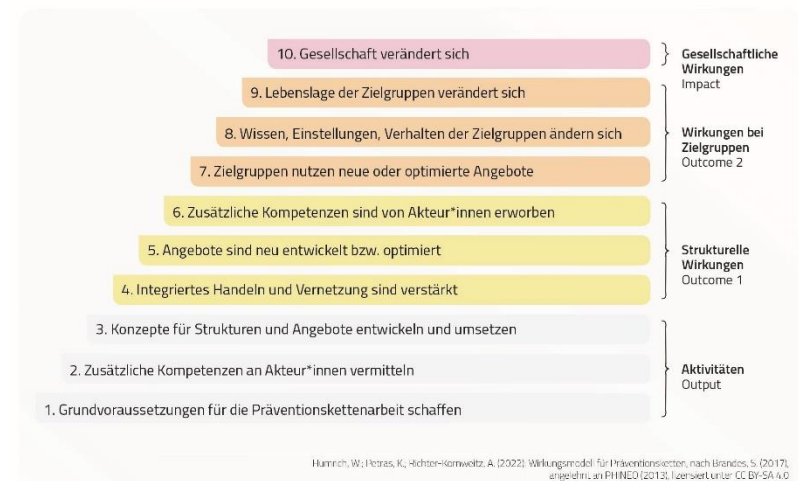 10. Gesellschaft verändert sich
Gesellschaftliche
Wirkungen
Impact
9. Lebenslage der Zielgruppen verändert sich
8. Wissen, Einstellungen, Verhalten der Zielgruppen ändern sich
7. Zielgruppen nutzen neue oder optimierte Angebote
Wirkungen bei
Zielgruppen
Outcome 2
6. Zusätzliche Kompetenzen sind von Akteur*innen erworben
5. Angebote sind neu entwickelt bzw. optimiert
4. Integriertes Handeln und Vernetzung sind verstärkt
Strukturelle
Wirkungen
Outcome 1
3. Konzepte für Strukturen und Angebote entwickeln und umsetzen
2. Zusätzliche Kompetenzen an Akteur*innen vermitteln
1. Grundvoraussetzungen für die Präventionskettenarbeit schaffen
Aktivitäten
Output
Humrich, W.; Petras, K.; Richter-Kornweitz, A. (2022). Wirkungsmodell für Präventionsketten, nach Brandes, S. (2017),
angelehnt an PHINEO (2013), lizensiert unter CC BY-SA 4.0